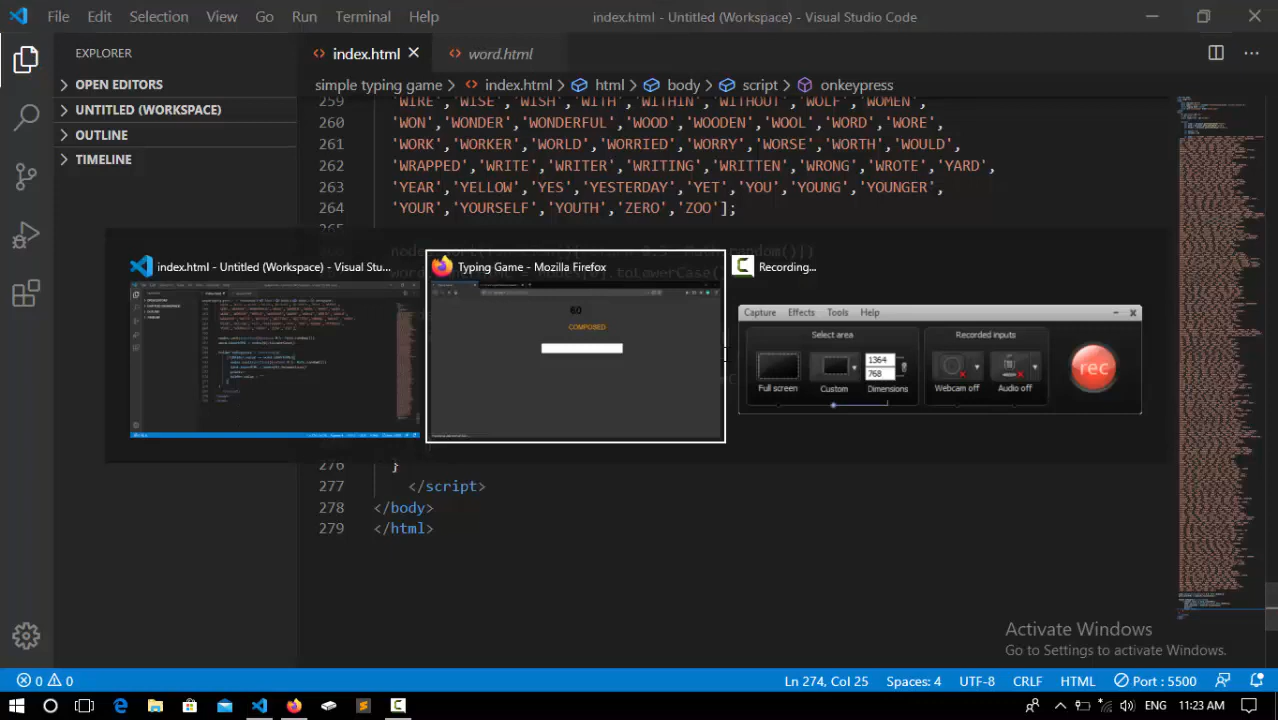 File Edit Selection View Go Run Terminal Help
index.html - Untitled (Workspace) - Visual Studio Code
EXPLORER
index.html
word.html
OPEN EDITORS
UNTITLED (WORKSPACE)
OUTLINE
TIMELINE
simple typing game
index.html
html
body
script
onkeypress
259 'WIRE','WISE','WISH','WITH','WITHIN','WITHOUT','WOLF','WOMEN',
260 'WON','WONDER','WONDERFUL','WOOD','WOODEN','WOOL','WORD','WORE',
261 'WORK','WORKER','WORLD','WORRIED','WORRY','WORSE','WORTH','WOULD',
262 'WRAPPED','WRITE','WRITER','WRITING','WRITTEN','WRONG','WROTE','YARD',
263 'YEAR','YELLOW','YES','YESTERDAY','YET','YOU','YOUNG','YOUNGER',
264 'YOUR','YOURSELF','YOUTH','ZERO','ZOO'];
265
index.html - Untitled (Workspace) - Visual Stu...
Typing Game - Mozilla Firefox
60
COMPOSED
Recording...
Capture Effects Tools Help
Select area
Recorded inputs
Full screen
Custom
1364
768
Dimensions
Webcam off
Audio off
rec
276 }
277 </script>
278 </body>
279 </html>
Activate Windows
Go to Settings to activate Windows.
0 0
Ln 274, Col 25
Spaces: 4
UTF-8
CRLF
HTML
Port : 5500
ENG
11:23 AM